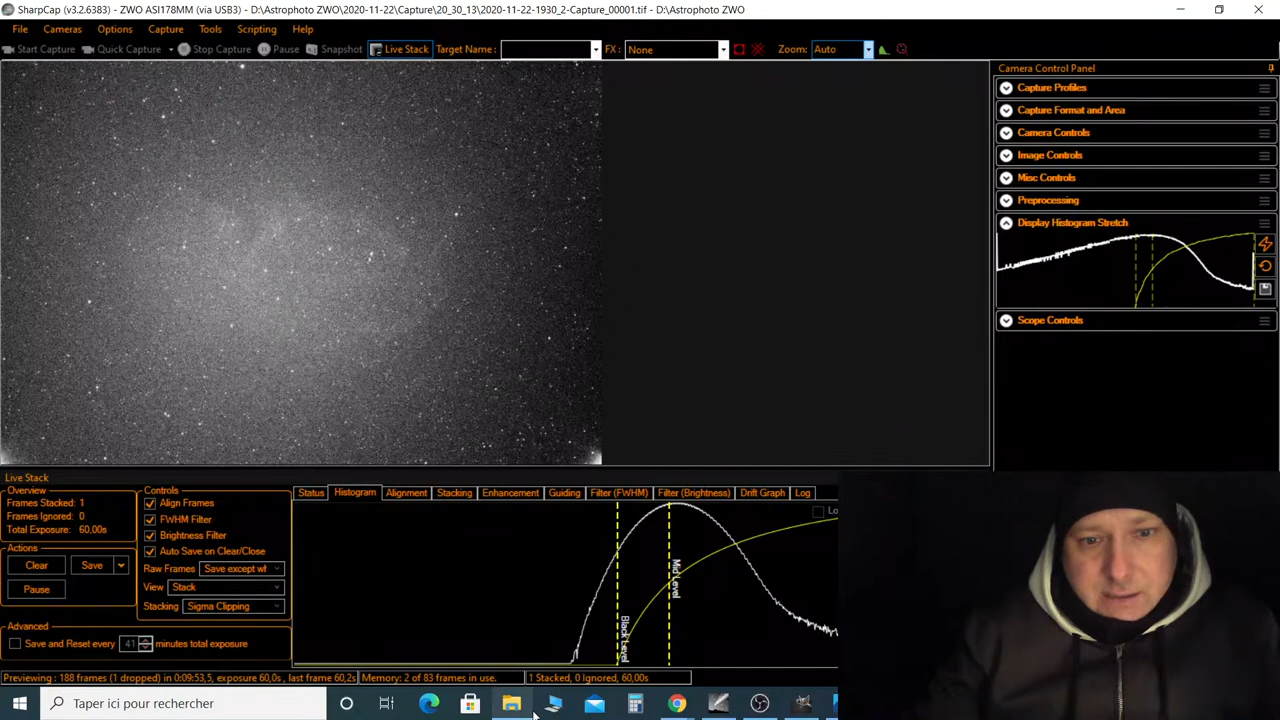 SharpCap (v3.2.6383) - ZWO ASI178MM (via USB3) - D:\Astrophoto ZWO\2020-11-22\Capture\20_30_13\2020-11-22-1930_2-Capture_00001.tif - D:\Astrophoto ZWO
File Cameras Options Capture Tools Scripting Help
Start Capture Quick Capture Stop Capture Pause Snapshot Live Stack Target Name : FX : None Zoom: Auto
Camera Control Panel
Capture Profiles
Capture Format and Area
Camera Controls
Image Controls
Misc Controls
Preprocessing
Display Histogram Stretch
Scope Controls
Live Stack
Overview
Frames Stacked: 1
Frames Ignored: 0
Total Exposure: 60,00s
Actions
Clear Save
Pause
Controls
Align Frames
FWHM Filter
Brightness Filter
Auto Save on Clear/Close
Raw Frames Save except wh
View Stack
Stacking Sigma Clipping
Advanced
Save and Reset every 41 minutes total exposure
Status Histogram Alignment Stacking Enhancement Guiding Filter (FWHM) Filter (Brightness) Drift Graph Log
Lo
Black Level
Mid Level
Previewing : 188 frames (1 dropped) in 0:09:53,5, exposure 60,0s , last frame 60,2s Memory: 2 of 83 frames in use. 1 Stacked, 0 Ignored, 60,00s
Taper ici pour rechercher